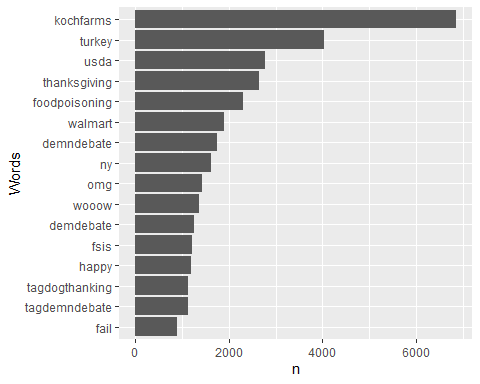 kochfarms
turkey
usda
thanksgiving
foodpoisoning
walmart
demndebate
ny
omg
wooow
demdebate
fsis
happy
tagdogthanking
tagdemndebate
fail
Words
0 2000 4000 6000
n